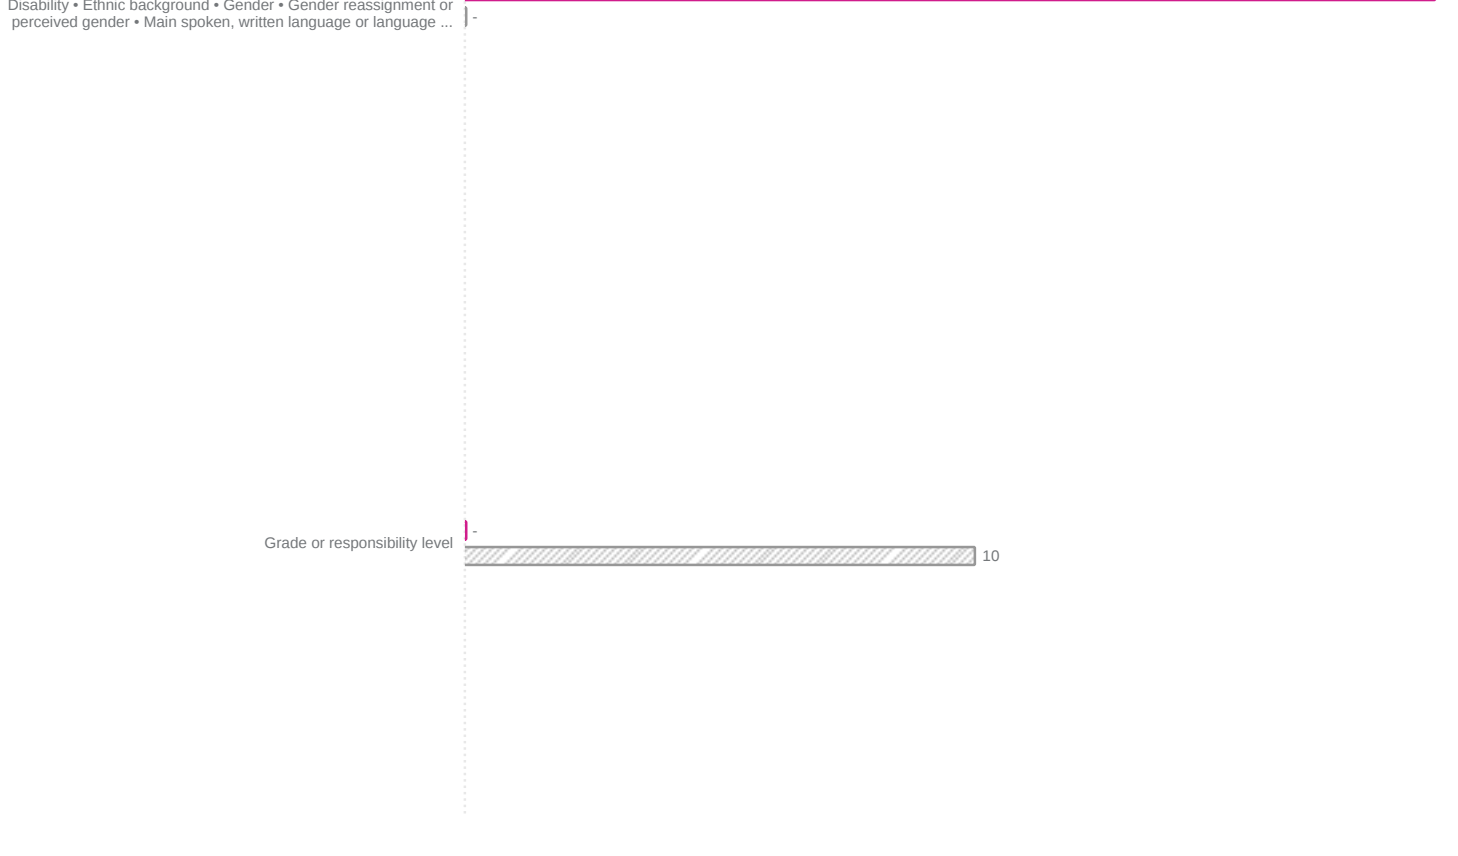 Disability • Ethnic background • Gender • Gender reassignment or
perceived gender • Main spoken, written language or language ...
-
-
Grade or responsibility level
10